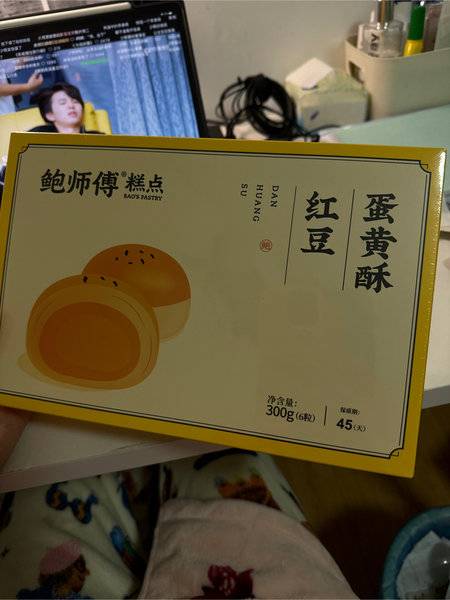 鲍师傅®糕点
BAO'S PASTRY
DAN
HUANG
SU
红豆
蛋黄酥
净含量:
300g(6粒)
保质期:
45(天)